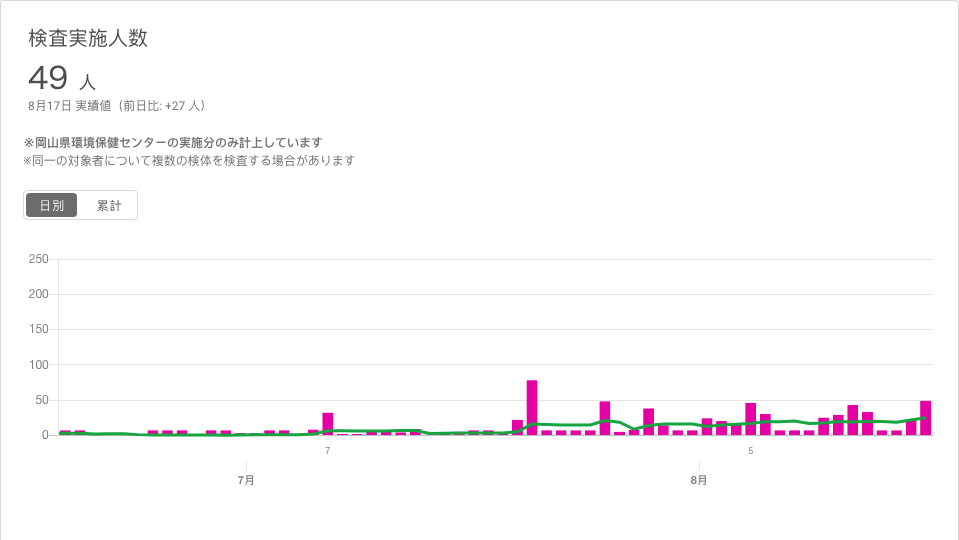 検査実施人数
49 人
8月17日 実績値（前日比: +27 人）
※岡山県環境保健センターの実施分のみ計上しています
※同一の対象者について複数の検体を検査する場合があります
日別 累計
250
200
150
100
50
0
7 5
7月 8月